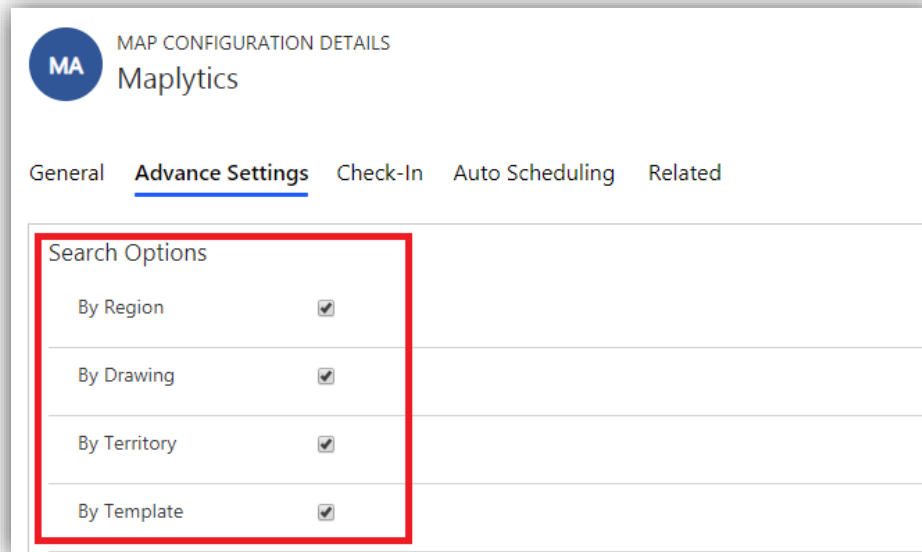 MA
MAP CONFIGURATION DETAILS
Maplytics
General Advance Settings Check-In Auto Scheduling Related
Search Options
By Region
By Drawing
By Territory
By Template